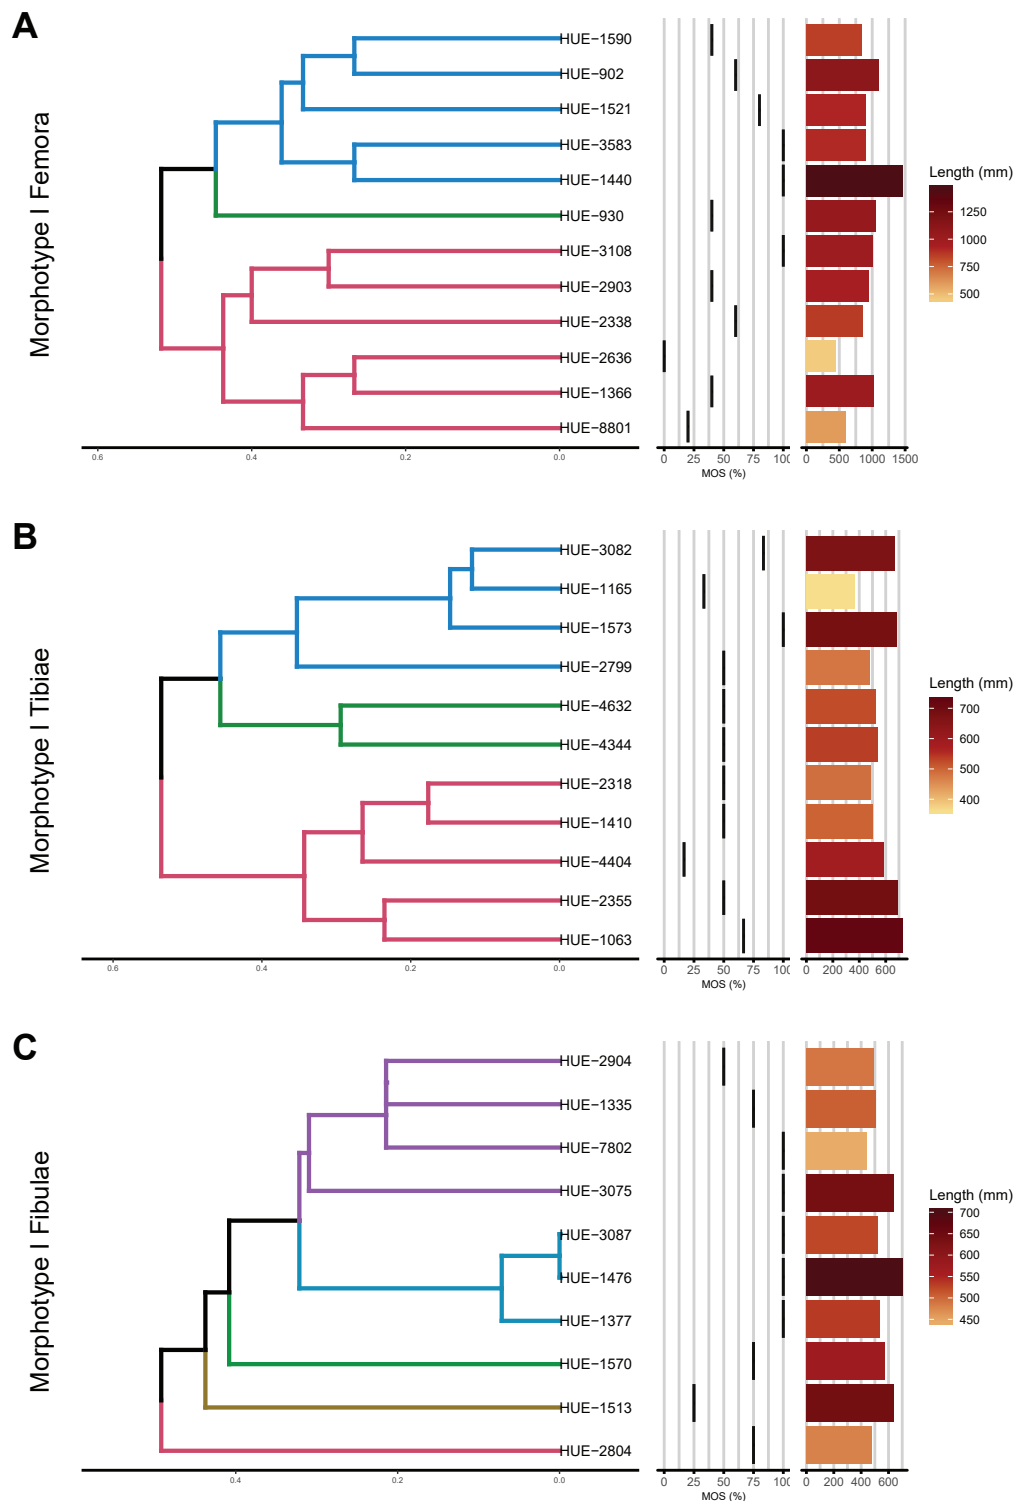 A
Morphotype I Femora
HUE−1590
HUE−902
HUE−1521
HUE−3583
HUE−1440
HUE−930
HUE−3108
HUE−2903
HUE−2338
HUE−2636
HUE−1366
HUE−8801
0.6 0.4 0.2 0.0
0 25 50 75 100
MOS (%)
0 500 1000 1500
Length (mm)
1250
1000
750
500
B
Morphotype I Tibiae
HUE−3082
HUE−1165
HUE−1573
HUE−2799
HUE−4632
HUE−4344
HUE−2318
HUE−1410
HUE−4404
HUE−2355
HUE−1063
0.6 0.4 0.2 0.0
0 25 50 75 100
MOS (%)
0 200 400 600
Length (mm)
700
600
500
400
C
Morphotype I Fibulae
HUE−2904
HUE−1335
HUE−7802
HUE−3075
HUE−3087
HUE−1476
HUE−1377
HUE−1570
HUE−1513
HUE−2804
0.4 0.2 0.0
0 25 50 75 100
MOS (%)
0 200 400 600
Length (mm)
700
650
600
550
500
450